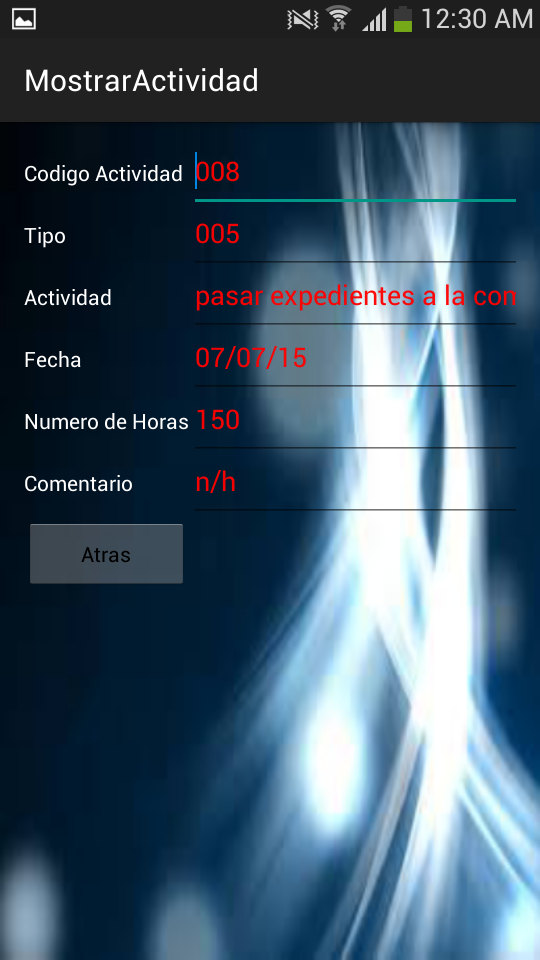 12:30 AM
MostrarActividad
Codigo Actividad 008
Tipo 005
Actividad pasar expedientes a la con
Fecha 07/07/15
Numero de Horas 150
Comentario n/h
Atras